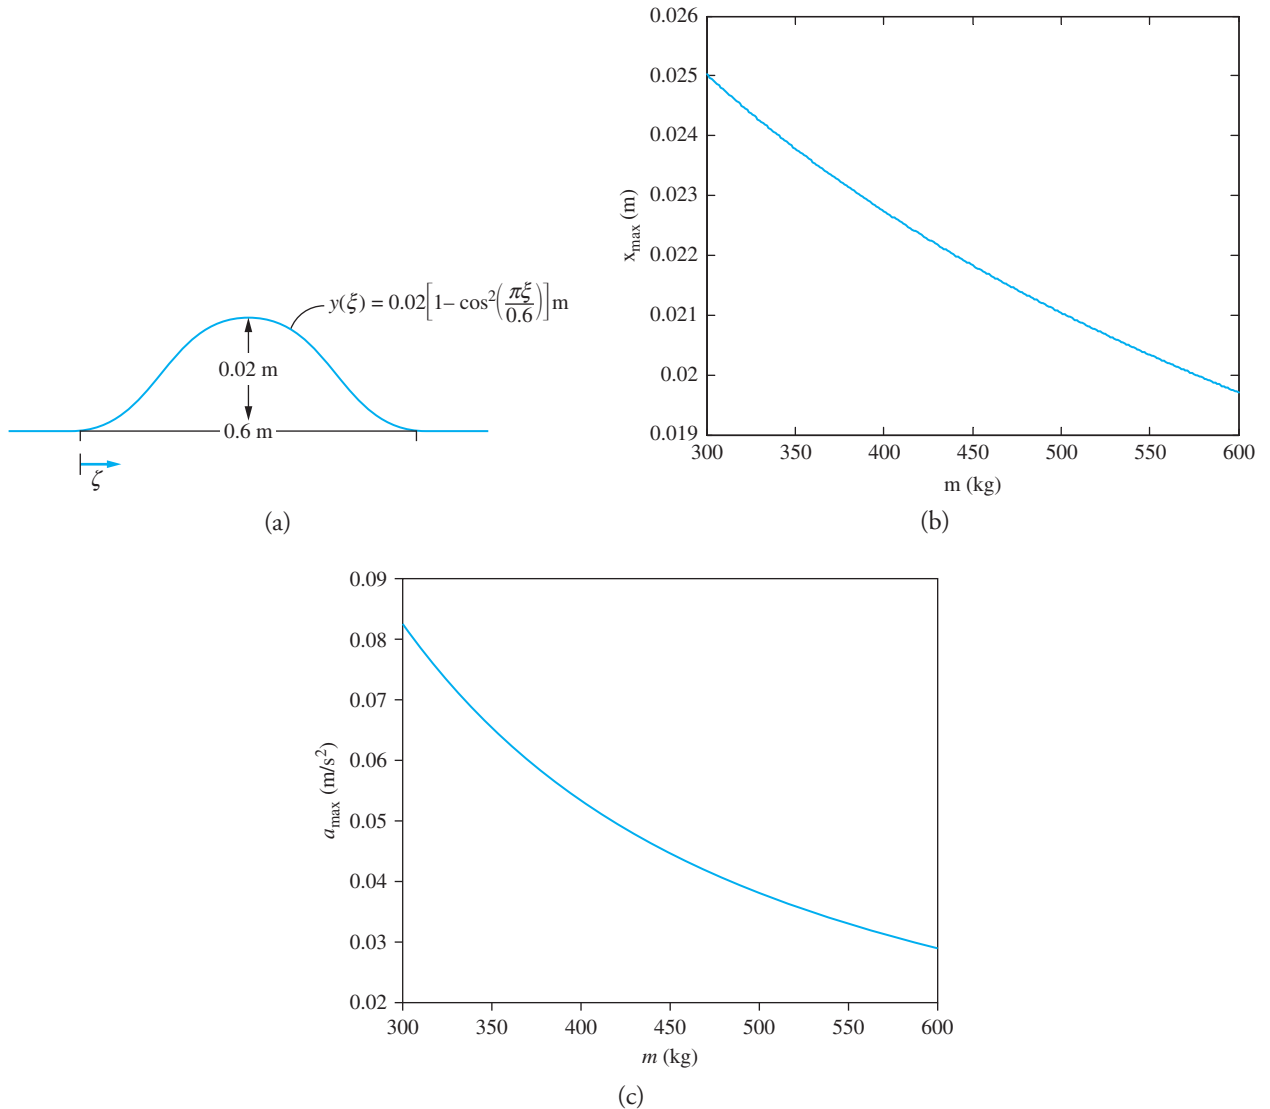 y(ξ) = 0.02[1– cos²(πξ/0.6)]m
0.02 m
0.6 m
ζ
(a)
0.026
0.025
0.024
0.023
0.022
0.021
0.02
0.019
x_max (m)
300 350 400 450 500 550 600
m (kg)
(b)
0.09
0.08
0.07
0.06
0.05
0.04
0.03
0.02
a_max (m/s²)
300 350 400 450 500 550 600
m (kg)
(c)